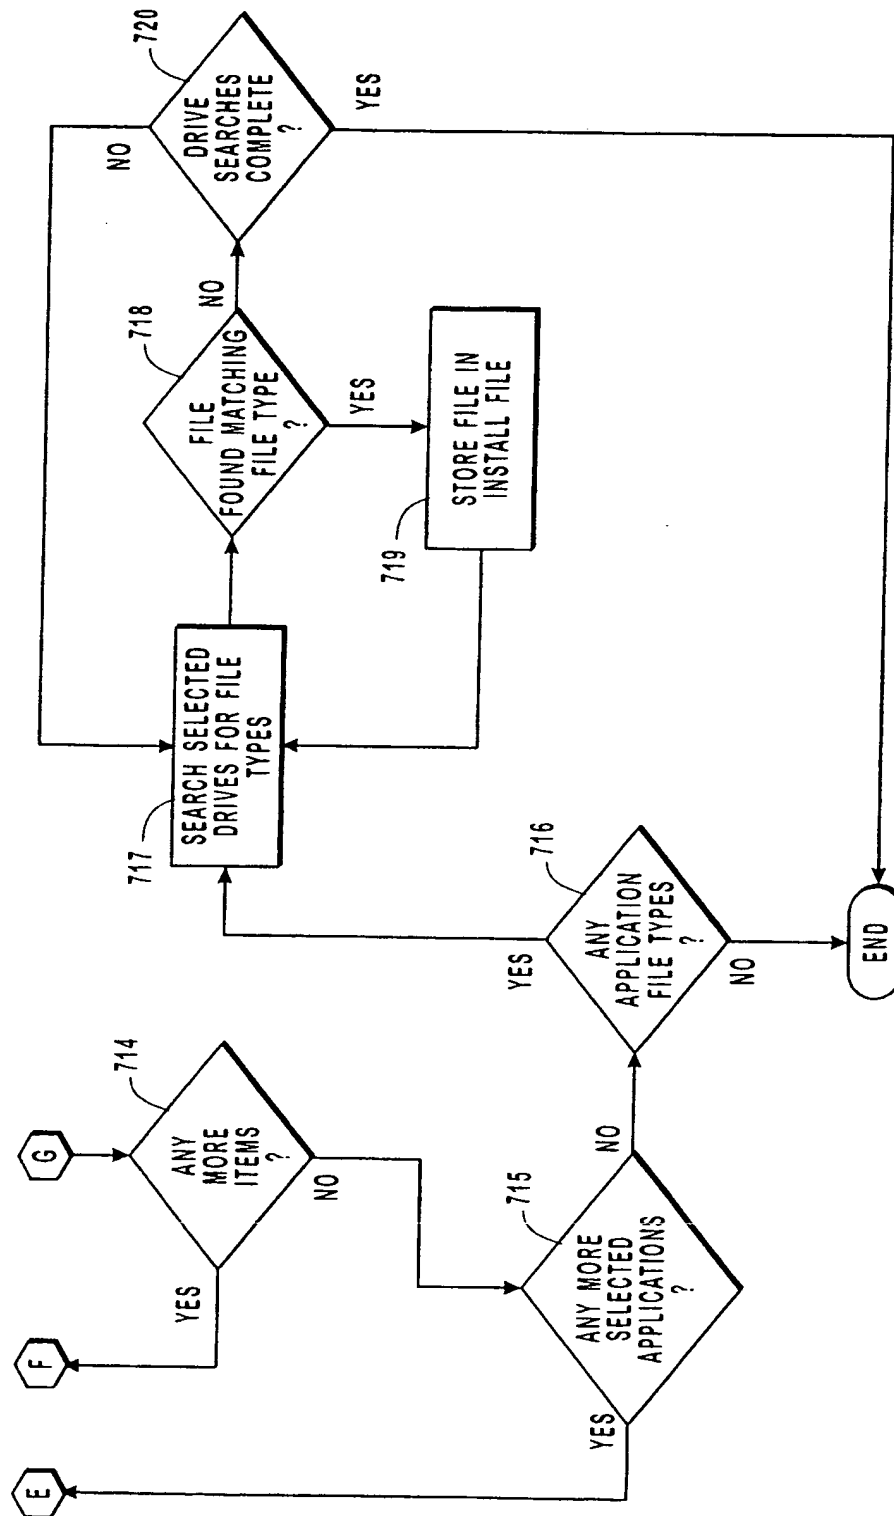 E
F
G
714
ANY
MORE
ITEMS
?
YES
NO
715
ANY MORE
SELECTED
APPLICATIONS
?
YES
NO
716
ANY
APPLICATION
FILE TYPES
?
YES
NO
END
717
SEARCH SELECTED
DRIVES FOR FILE
TYPES
718
FILE
FOUND MATCHING
FILE TYPE
?
NO
YES
719
STORE FILE IN
INSTALL FILE
720
DRIVE
SEARCHES
COMPLETE
?
NO
YES